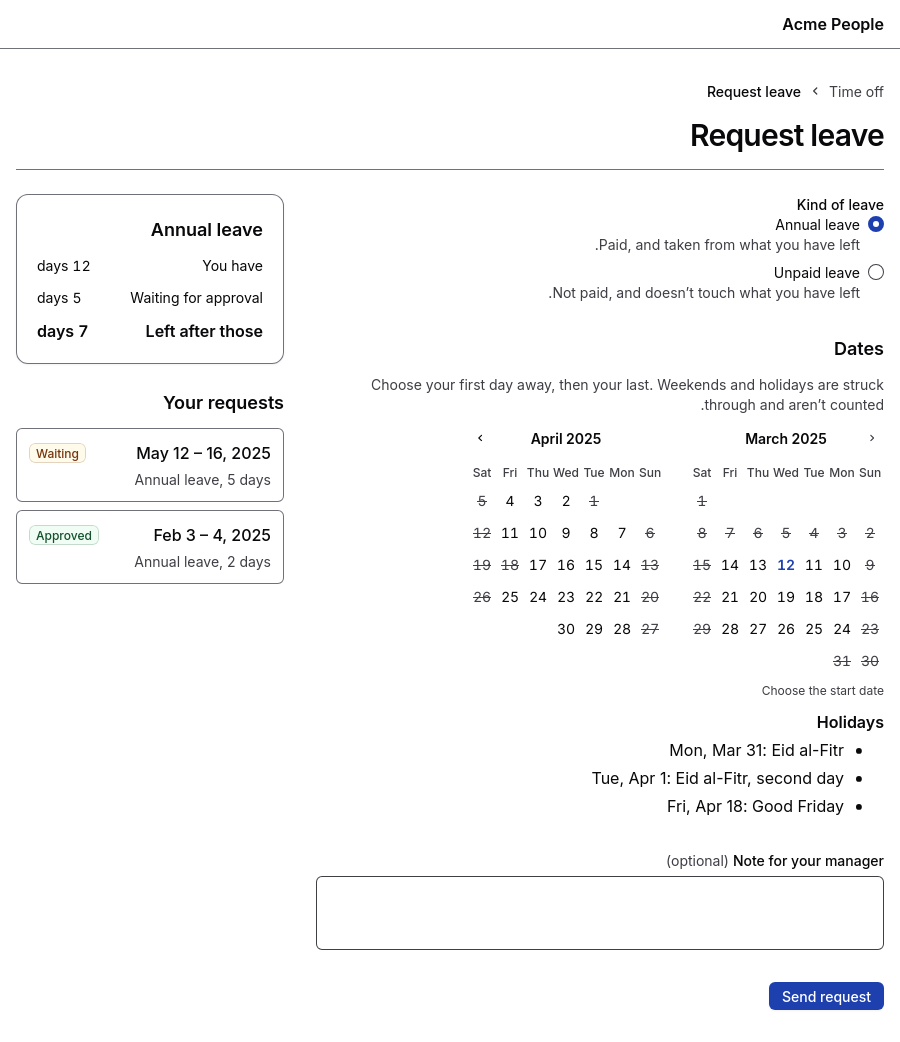 Acme People
Time off
Request leave
Request leave
Kind of leave
Annual leave
.Paid, and taken from what you have left
Unpaid leave
.Not paid, and doesn’t touch what you have left
Dates
Choose your first day away, then your last. Weekends and holidays are struck
.through and aren’t counted
March 2025
Sun Mon Tue Wed Thu Fri Sat
1
2 3 4 5 6 7 8
9 10 11 12 13 14 15
16 17 18 19 20 21 22
23 24 25 26 27 28 29
30 31
April 2025
Sun Mon Tue Wed Thu Fri Sat
1 2 3 4 5
6 7 8 9 10 11 12
13 14 15 16 17 18 19
20 21 22 23 24 25 26
27 28 29 30
Choose the start date
Holidays
Mon, Mar 31: Eid al-Fitr
Tue, Apr 1: Eid al-Fitr, second day
Fri, Apr 18: Good Friday
(optional) Note for your manager
Send request
Annual leave
You have
days 12
Waiting for approval
days 5
Left after those
days 7
Your requests
May 12 – 16, 2025
Waiting
Annual leave, 5 days
Feb 3 – 4, 2025
Approved
Annual leave, 2 days